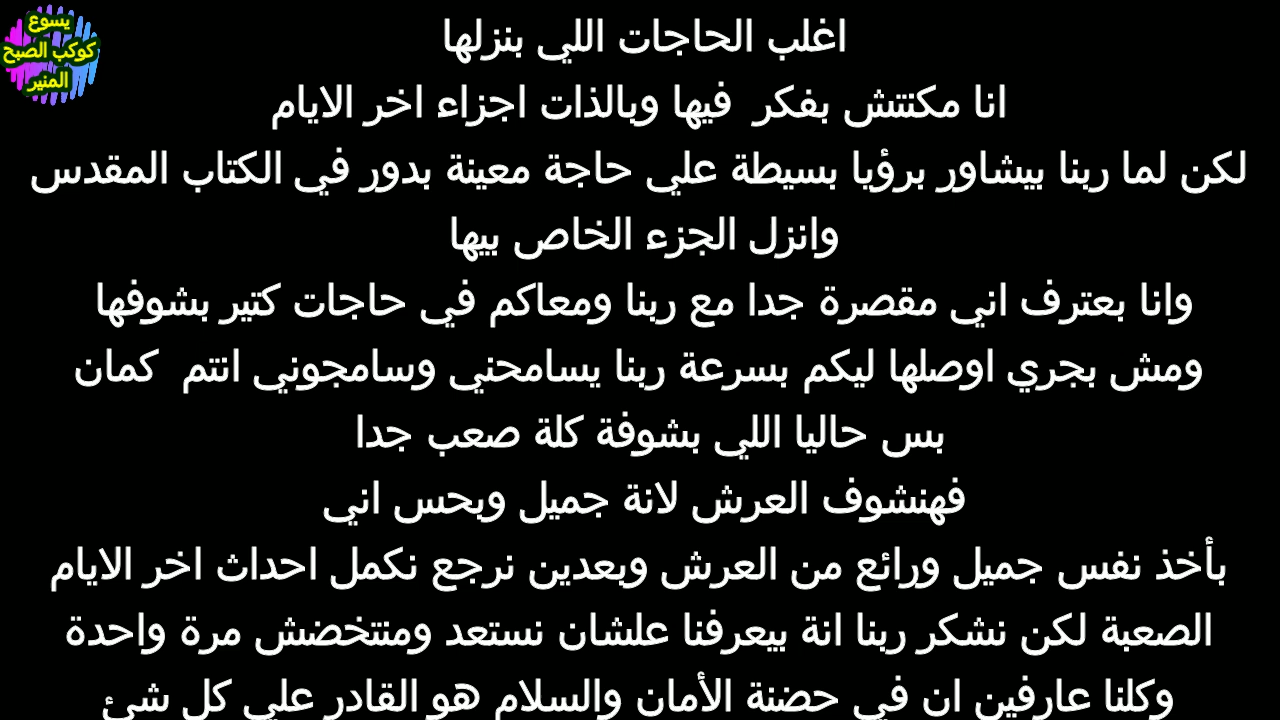 يسوع
كوكب الصبح
المنير
اغلب الحاجات اللي بنزلها
انا مكنتش بفكر فيها وبالذات اجزاء اخر الايام
لكن لما ربنا بيشاور برؤيا بسيطة علي حاجة معينة بدور في الكتاب المقدس
وانزل الجزء الخاص بيها
وانا بعترف اني مقصرة جدا مع ربنا ومعاكم في حاجات كتير بشوفها
ومش بجري اوصلها ليكم بسرعة ربنا يسامحني وسامجوني انتم كمان
بس حاليا اللي بشوفة كلة صعب جدا
فهنشوف العرش لانة جميل وبحس اني
بأخذ نفس جميل ورائع من العرش وبعدين نرجع نكمل احداث اخر الايام
الصعبة لكن نشكر ربنا انة بيعرفنا علشان نستعد ومنتخضش مرة واحدة
وكلنا عارفين ان في حضنة الأمان والسلام هو القادر علي كل شئ